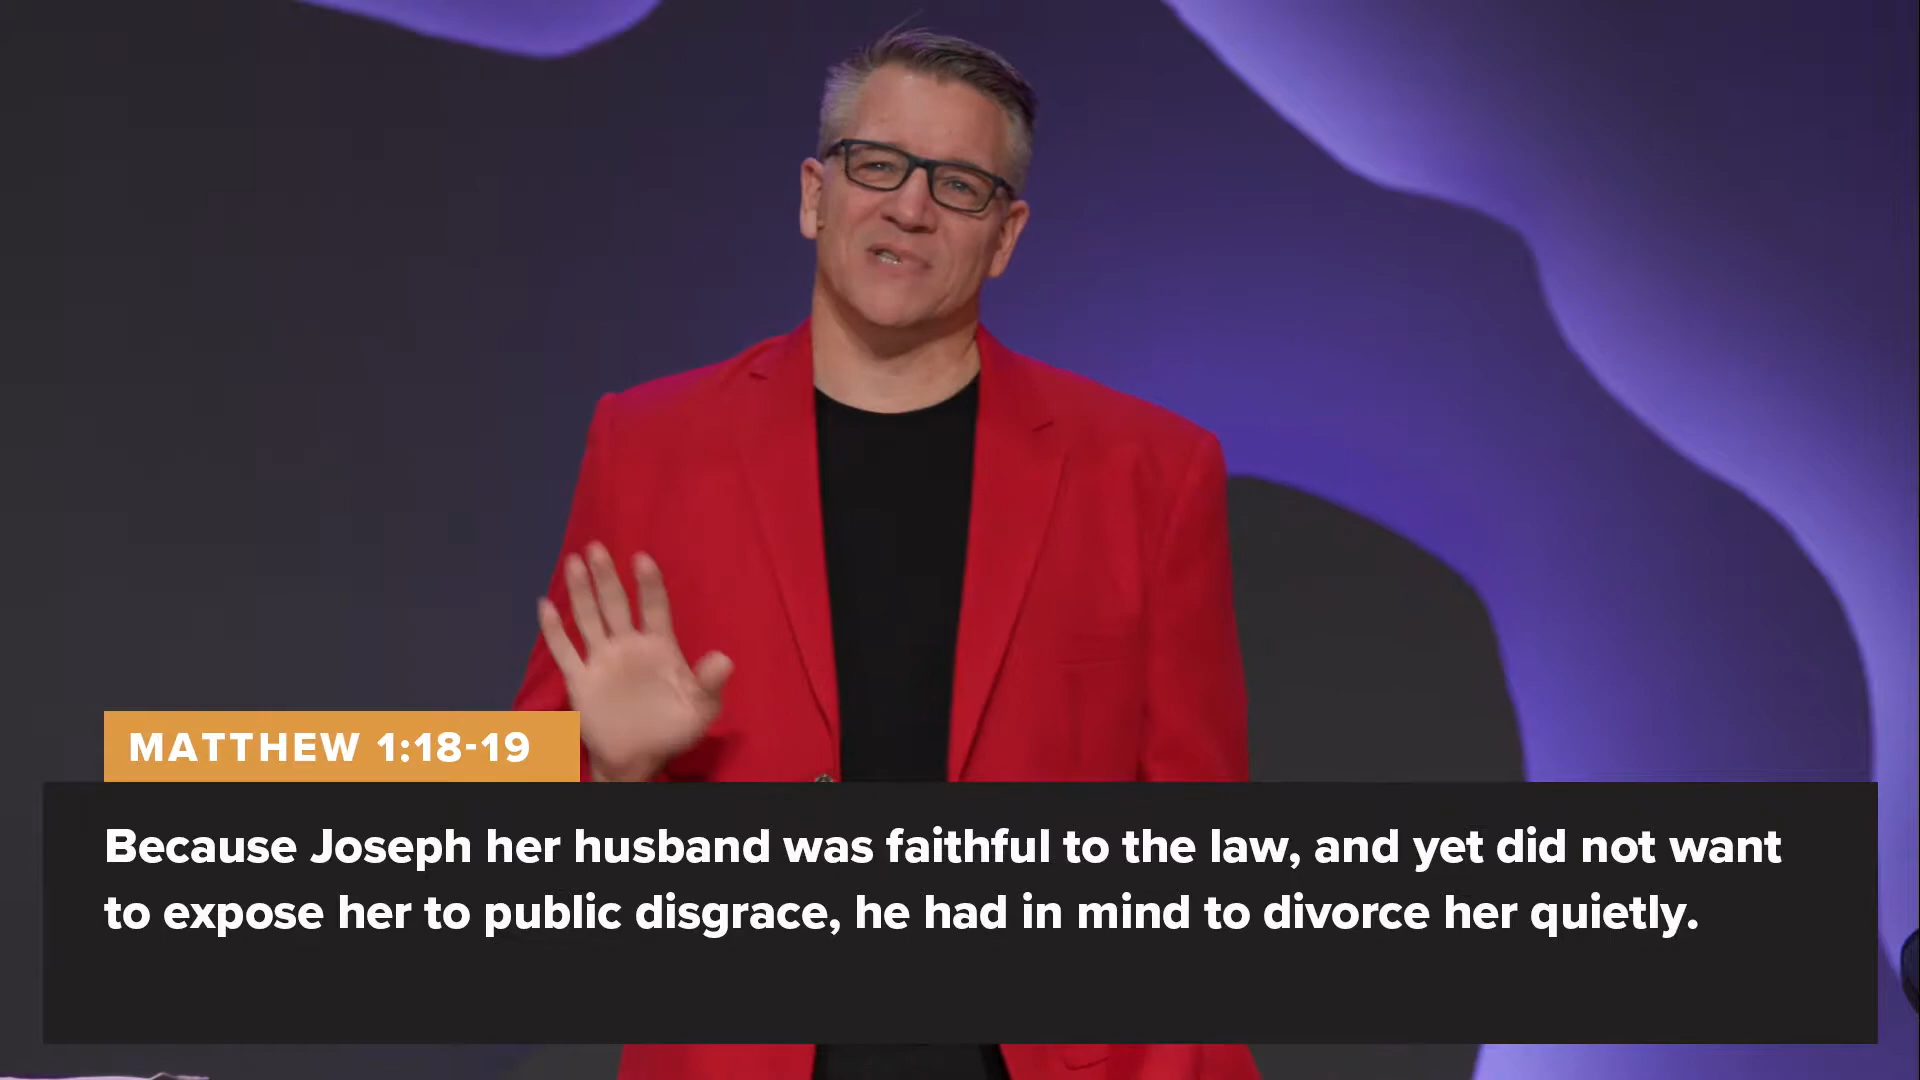 MATTHEW 1:18-19
Because Joseph her husband was faithful to the law, and yet did not want
to expose her to public disgrace, he had in mind to divorce her quietly.